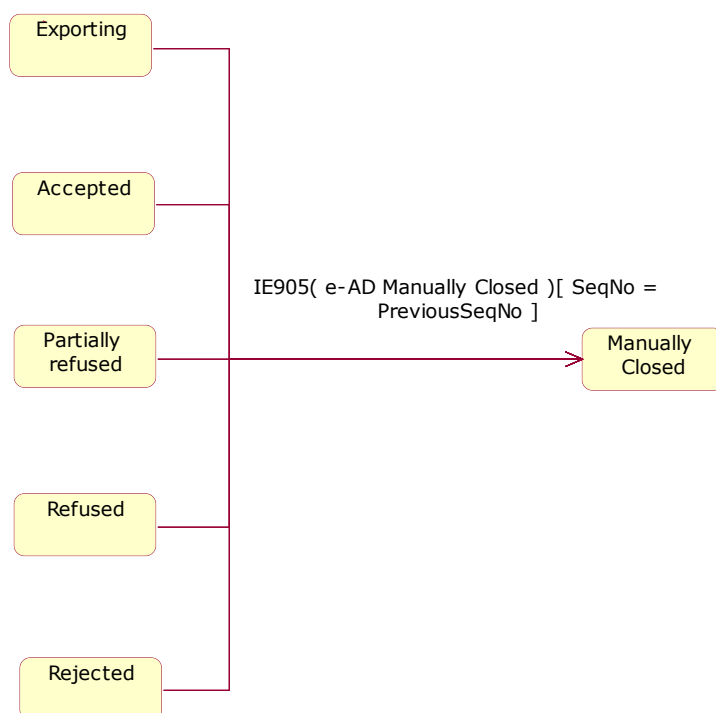 Exporting
Accepted
IE905( e-AD Manually Closed )[ SeqNo =
PreviousSeqNo ]
Partially
refused
Manually
Closed
Refused
Rejected